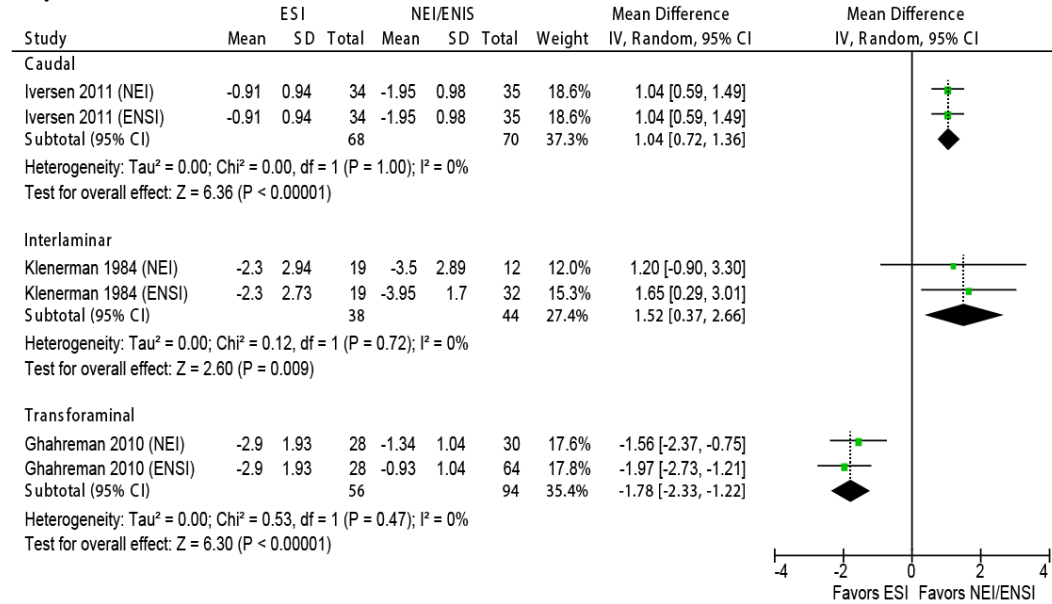 ESI NEI/ENIS Mean Difference Mean Difference
Study Mean SD Total Mean SD Total Weight IV, Random, 95% CI IV, Random, 95% CI
Caudal
Iversen 2011 (NEI) -0.91 0.94 34 -1.95 0.98 35 18.6% 1.04 [0.59, 1.49]
Iversen 2011 (ENSI) -0.91 0.94 34 -1.95 0.98 35 18.6% 1.04 [0.59, 1.49]
Subtotal (95% CI) 68 70 37.3% 1.04 [0.72, 1.36]
Heterogeneity: Tau² = 0.00; Chi² = 0.00, df = 1 (P = 1.00); I² = 0%
Test for overall effect: Z = 6.36 (P < 0.00001)
Interlaminar
Klenerman 1984 (NEI) -2.3 2.94 19 -3.5 2.89 12 12.0% 1.20 [-0.90, 3.30]
Klenerman 1984 (ENSI) -2.3 2.73 19 -3.95 1.7 32 15.3% 1.65 [0.29, 3.01]
Subtotal (95% CI) 38 44 27.4% 1.52 [0.37, 2.66]
Heterogeneity: Tau² = 0.00; Chi² = 0.12, df = 1 (P = 0.72); I² = 0%
Test for overall effect: Z = 2.60 (P = 0.009)
Transforaminal
Ghahreman 2010 (NEI) -2.9 1.93 28 -1.34 1.04 30 17.6% -1.56 [-2.37, -0.75]
Ghahreman 2010 (ENSI) -2.9 1.93 28 -0.93 1.04 64 17.8% -1.97 [-2.73, -1.21]
Subtotal (95% CI) 56 94 35.4% -1.78 [-2.33, -1.22]
Heterogeneity: Tau² = 0.00; Chi² = 0.53, df = 1 (P = 0.47); I² = 0%
Test for overall effect: Z = 6.30 (P < 0.00001)
-4 -2 0 2 4
Favors ESI Favors NEI/ENSI